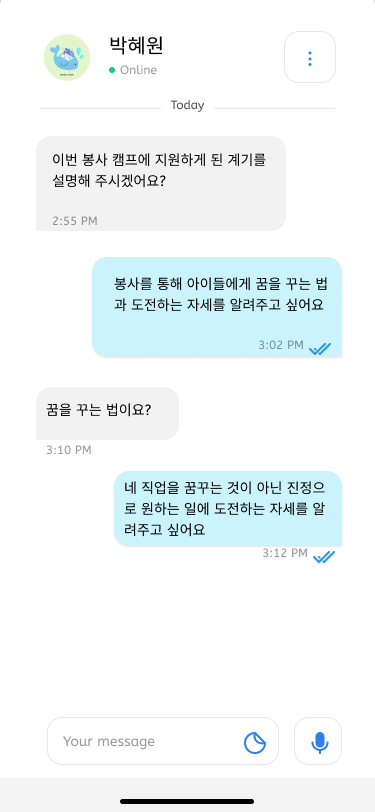 박혜원
Online
Today
이번 봉사 캠프에 지원하게 된 계기를
설명해 주시겠어요?
2:55 PM
봉사를 통해 아이들에게 꿈을 꾸는 법
과 도전하는 자세를 알려주고 싶어요
3:02 PM
꿈을 꾸는 법이요?
3:10 PM
네 직업을 꿈꾸는 것이 아닌 진정으
로 원하는 일에 도전하는 자세를 알
려주고 싶어요
3:12 PM
Your message